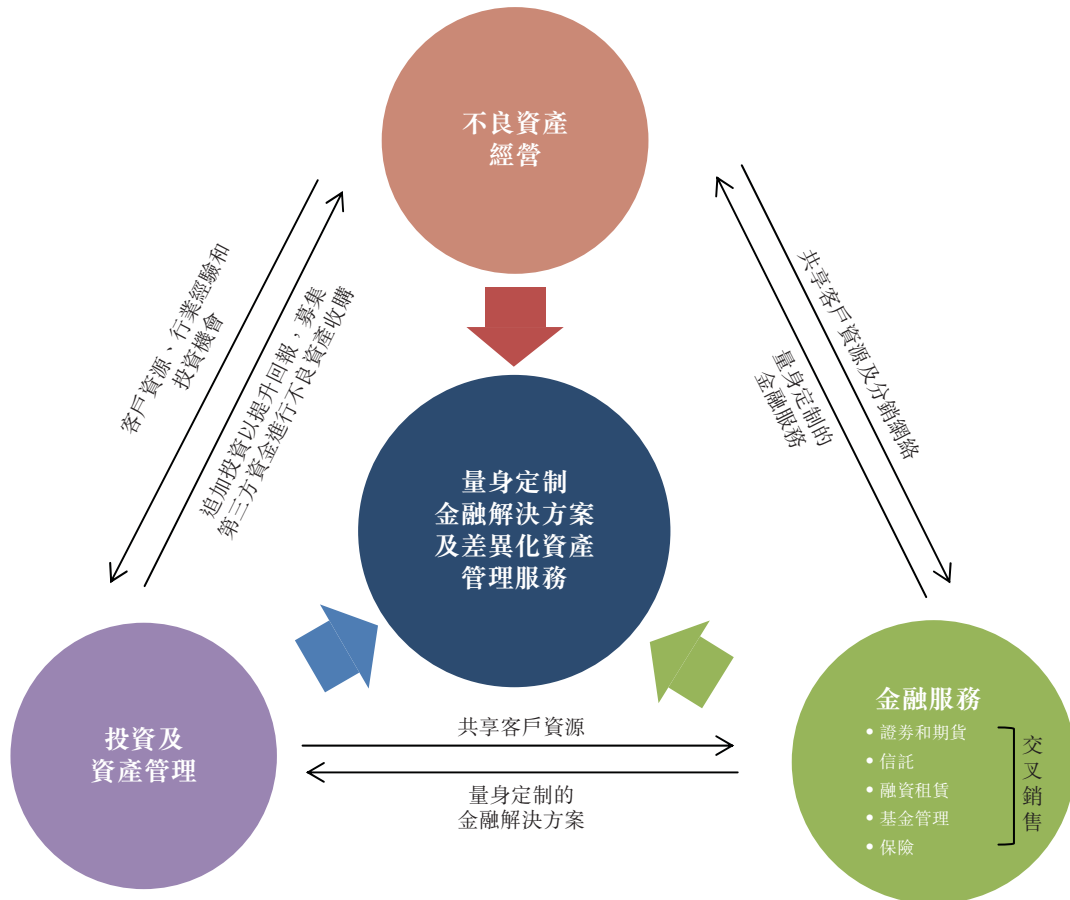 不良資產
經營
客戶資源、行業經驗和
投資機會
追加投資以提升回報，募集
第三方資金進行不良資產收購
共享客戶資源及分銷網絡
量身定制的
金融服務
量身定制
金融解決方案
及差異化資產
管理服務
投資及
資產管理
共享客戶資源
量身定制的
金融解決方案
金融服務
• 證券和期貨
• 信託
• 融資租賃
• 基金管理
• 保險
交叉銷售